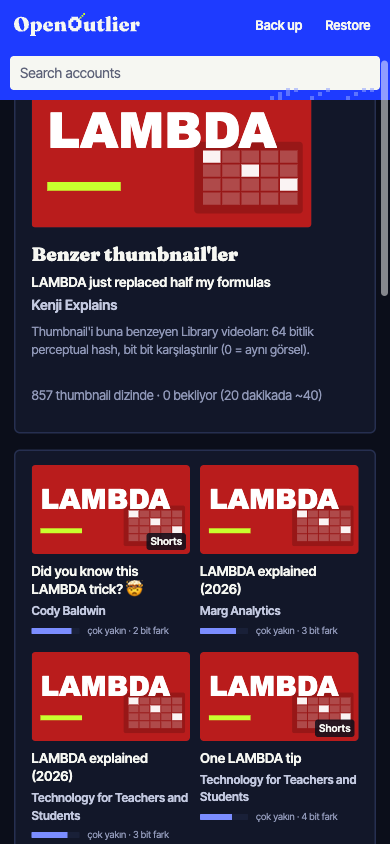 OpenOutlier
Back up
Restore
Search accounts
LAMBDA
Benzer thumbnail'ler
LAMBDA just replaced half my formulas
Kenji Explains
Thumbnail'i buna benzeyen Library videoları: 64 bitlik
perceptual hash, bit bit karşılaştırılır (0 = aynı görsel).
857 thumbnail dizinde · 0 bekliyor (20 dakikada ~40)
LAMBDA
Shorts
Did you know this
LAMBDA trick? 🤯
Cody Baldwin
çok yakın · 2 bit fark
LAMBDA
LAMBDA explained
(2026)
Marg Analytics
çok yakın · 3 bit fark
LAMBDA
LAMBDA explained
(2026)
Technology for Teachers and
Students
çok yakın · 3 bit fark
LAMBDA
Shorts
One LAMBDA tip
Technology for Teachers and
Students
çok yakın · 4 bit fark